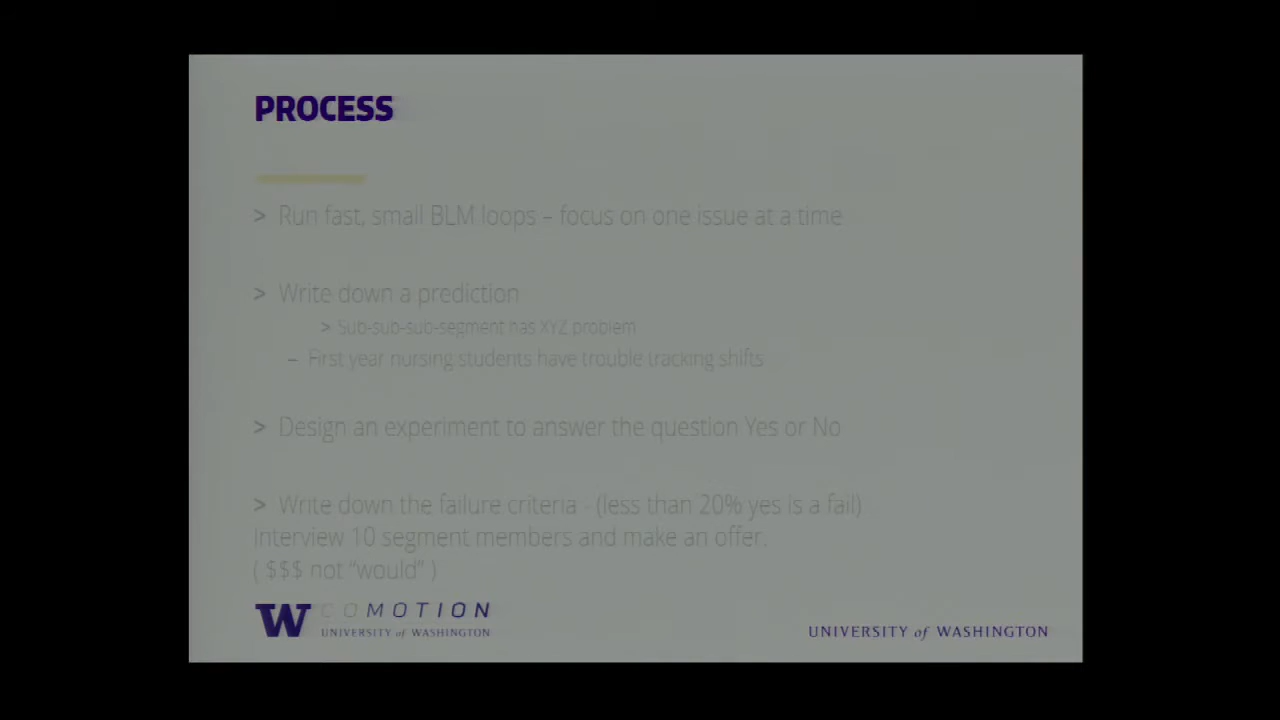 PROCESS
> Run fast, small BLM loops – focus on one issue at a time
> Write down a prediction
> Sub-sub-sub-segment has XYZ problem
– First year nursing students have trouble tracking shifts
> Design an experiment to answer the question Yes or No
> Write down the failure criteria - (less than 20% yes is a fail)
Interview 10 segment members and make an offer.
( $$$ not “would” )
W COMOTION
UNIVERSITY of WASHINGTON
UNIVERSITY of WASHINGTON